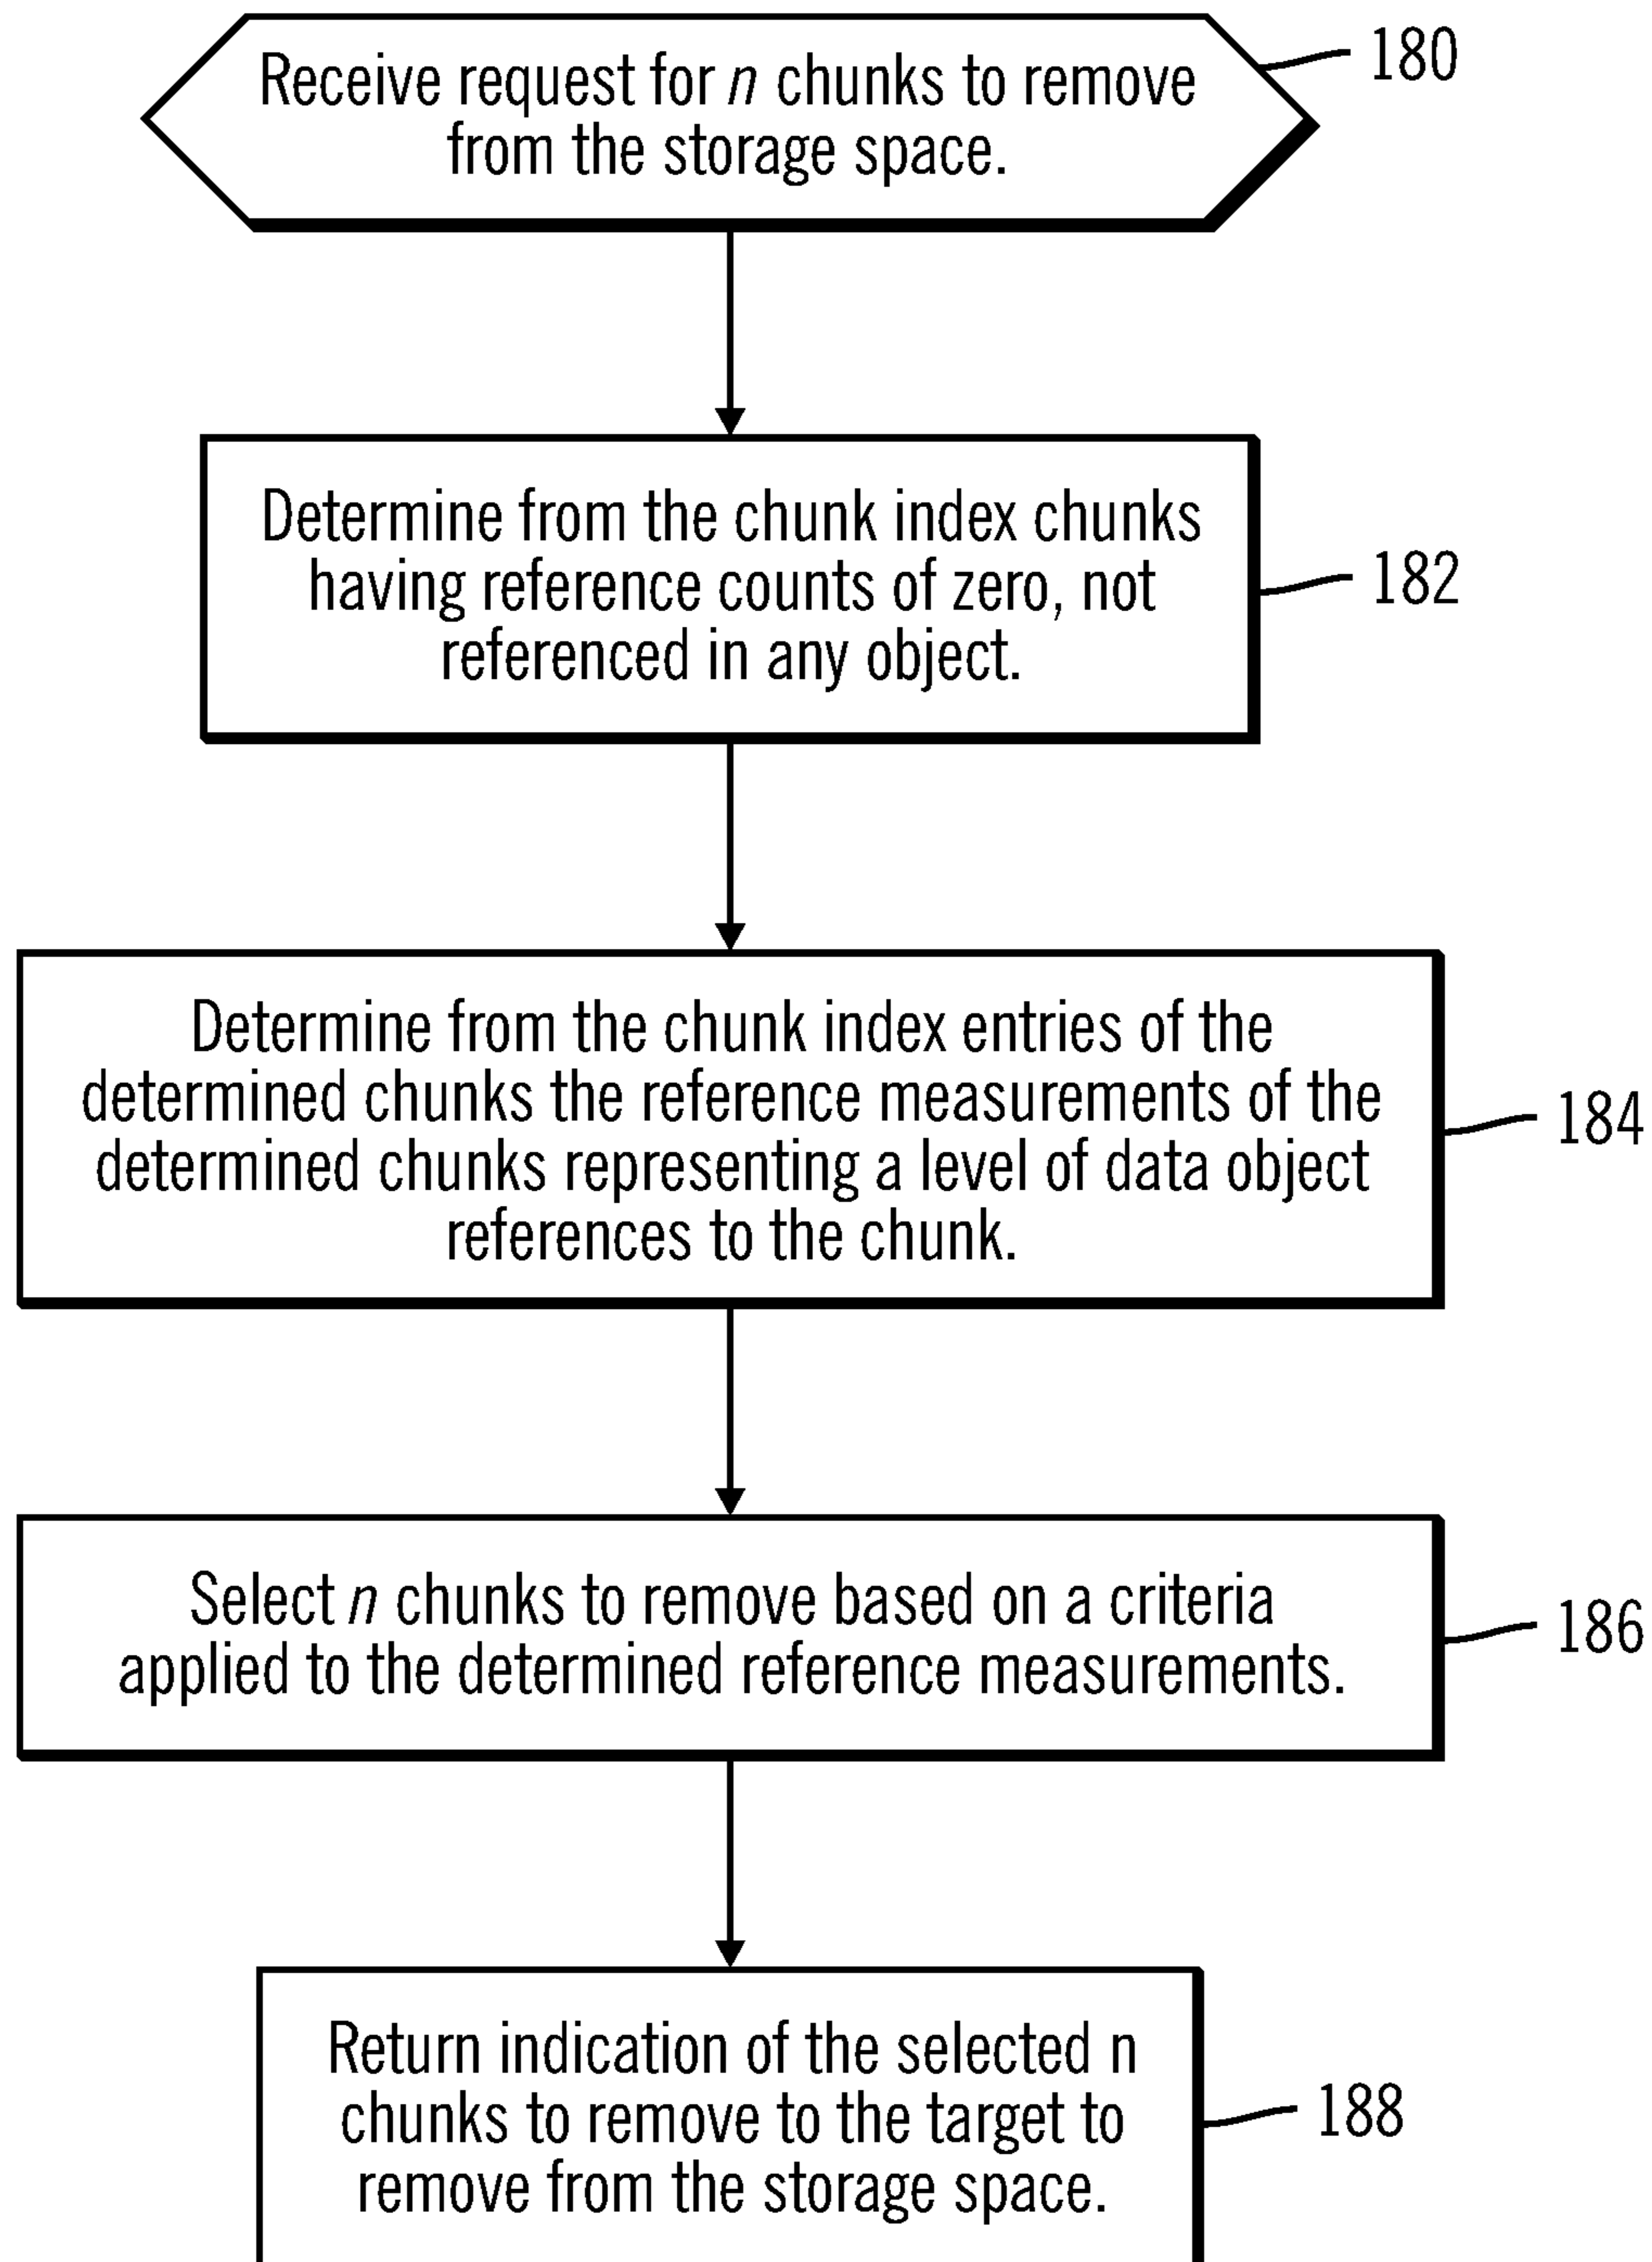 Receive request for n chunks to remove
from the storage space.
180
Determine from the chunk index chunks
having reference counts of zero, not
referenced in any object.
182
Determine from the chunk index entries of the
determined chunks the reference measurements of the
determined chunks representing a level of data object
references to the chunk.
184
Select n chunks to remove based on a criteria
applied to the determined reference measurements.
186
Return indication of the selected n
chunks to remove to the target to
remove from the storage space.
188